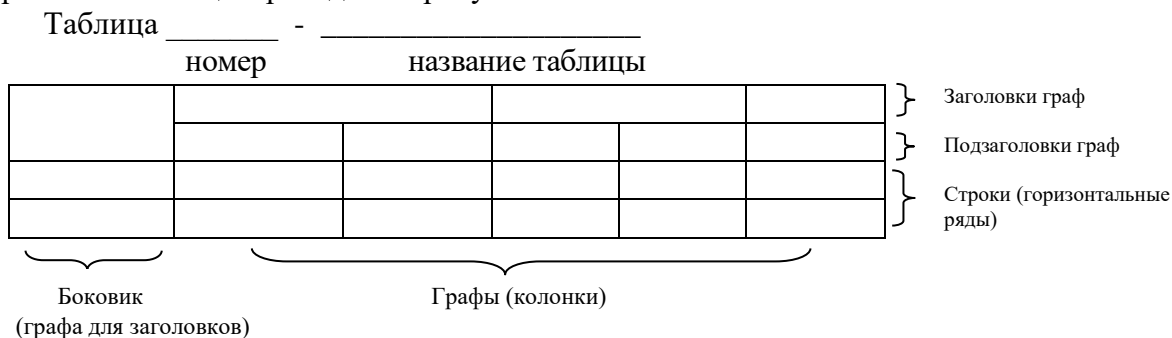 Таблица _______ - ____________________
номер название таблицы
Заголовки граф
Подзаголовки граф
Строки (горизонтальные
ряды)
Боковик
(графа для заголовков)
Графы (колонки)